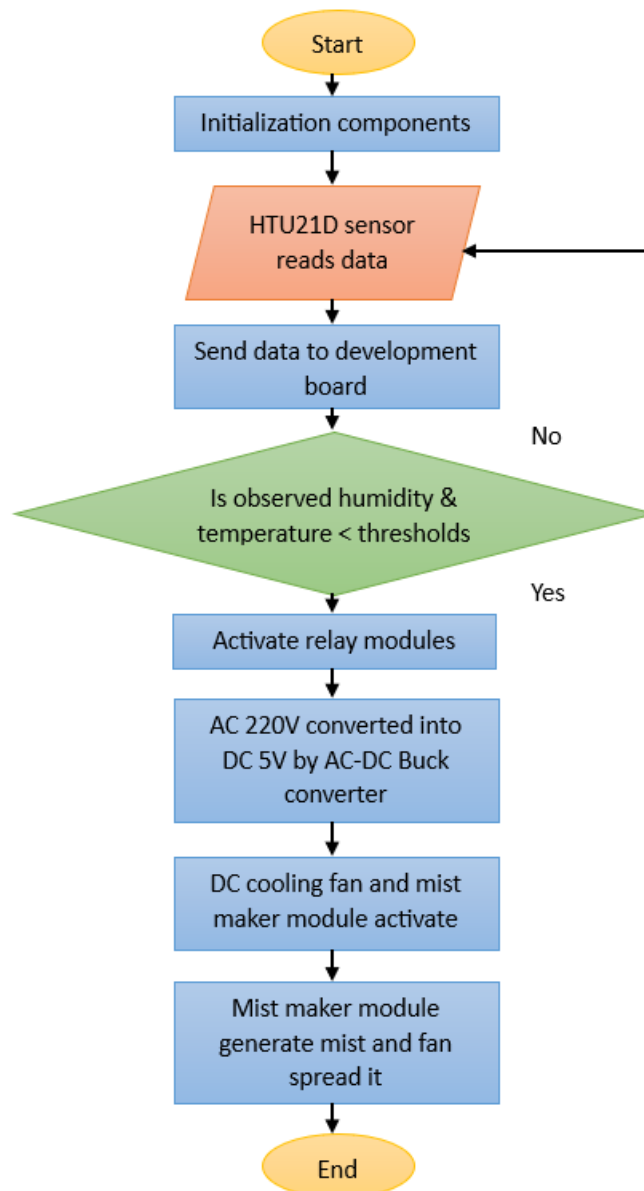 Start
Initialization components
HTU21D sensor
reads data
Send data to development
board
No
Is observed humidity &
temperature < thresholds
Yes
Activate relay modules
AC 220V converted into
DC 5V by AC-DC Buck
converter
DC cooling fan and mist
maker module activate
Mist maker module
generate mist and fan
spread it
End